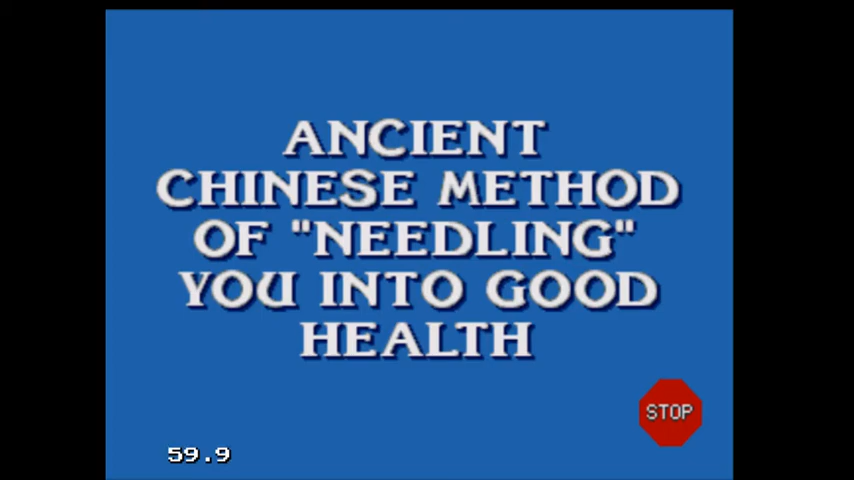 ANCIENT
CHINESE METHOD
OF "NEEDLING"
YOU INTO GOOD
HEALTH
STOP
59.9